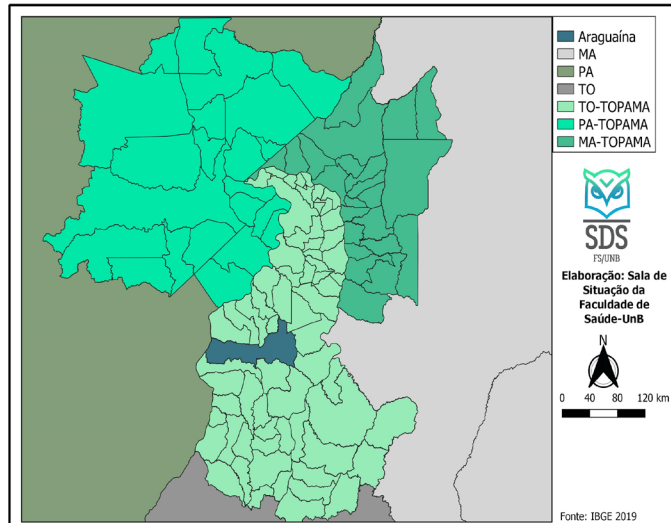 Araguaína
MA
PA
TO
TO-TOPAMA
PA-TOPAMA
MA-TOPAMA
SDS
FS/UNB
Elaboração: Sala de
Situação da
Faculdade de
Saúde-UnB
N
0 40 80 120 km
Fonte: IBGE 2019